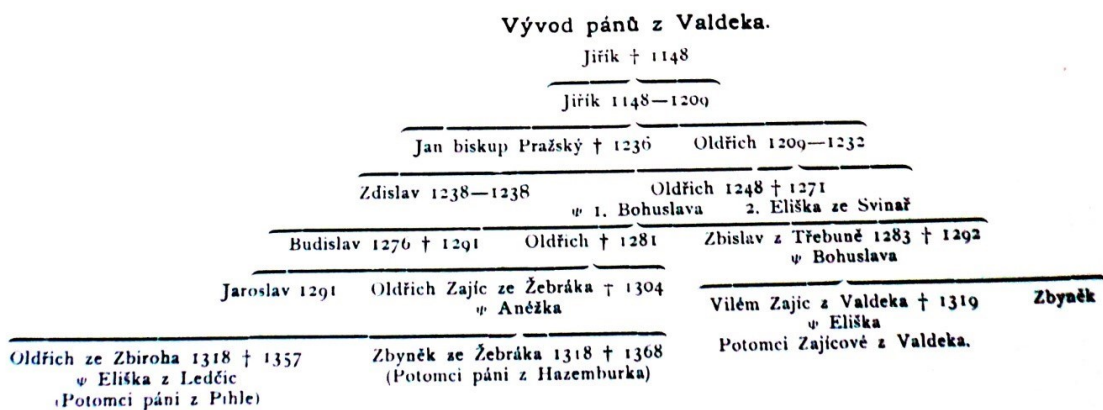 Vývod pánů z Valdeka.
Jiřík † 1148
Jiřík 1148—1209
Jan biskup Pražský † 1236 Oldřich 1209—1232
Zdislav 1238—1238 Oldřich 1248 † 1271
ψ 1. Bohuslava 2. Eliška ze Svinař
Budislav 1276 † 1291 Oldřich † 1281 Zbislav z Třebuně 1283 † 1292
ψ Bohuslava
Jaroslav 1291 Oldřich Zajíc ze Žebráka † 1304 Vilém Zajíc z Valdeka † 1319 Zbyněk
ψ Anéžka ψ Eliška
Potomci Zajícové z Valdeka.
Oldřich ze Zbiroha 1318 † 1357 Zbyněk ze Žebráka 1318 † 1368
ψ Eliška z Ledčic (Potomci páni z Hazemburka)
(Potomci páni z Pihle)